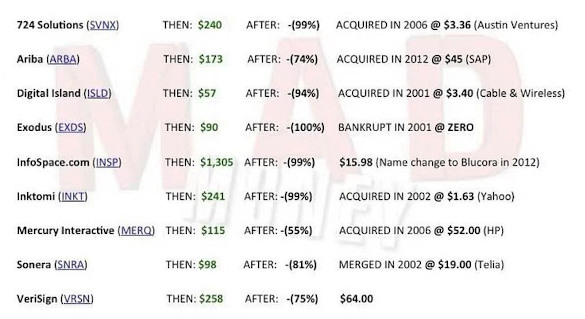 724 Solutions (SVNX) THEN: $240 AFTER: -(99%) ACQUIRED IN 2006 @ $3.36 (Austin Ventures)
Ariba (ARBA) THEN: $173 AFTER: -(74%) ACQUIRED IN 2012 @ $45 (SAP)
Digital Island (ISLD) THEN: $57 AFTER: -(94%) ACQUIRED IN 2001 @ $3.40 (Cable & Wireless)
Exodus (EXDS) THEN: $90 AFTER: -(100%) BANKRUPT IN 2001 @ ZERO
InfoSpace.com (INSP) THEN: $1,305 AFTER: -(99%) $15.98 (Name change to Blucora in 2012)
Inktomi (INKT) THEN: $241 AFTER: -(99%) ACQUIRED IN 2002 @ $1.63 (Yahoo)
Mercury Interactive (MERQ) THEN: $115 AFTER: -(55%) ACQUIRED IN 2006 @ $52.00 (HP)
Sonera (SNRA) THEN: $98 AFTER: -(81%) MERGED IN 2002 @ $19.00 (Telia)
VeriSign (VRSN) THEN: $258 AFTER: -(75%) $64.00
MAD
MONEY